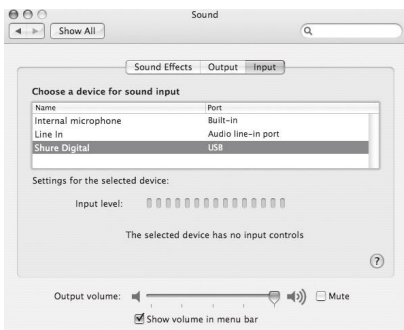 Sound
Show All
Sound Effects Output Input
Choose a device for sound input
Name Port
Internal microphone Built-in
Line In Audio line-in port
Shure Digital USB
Settings for the selected device:
Input level:
The selected device has no input controls
?
Output volume: Mute
Show volume in menu bar